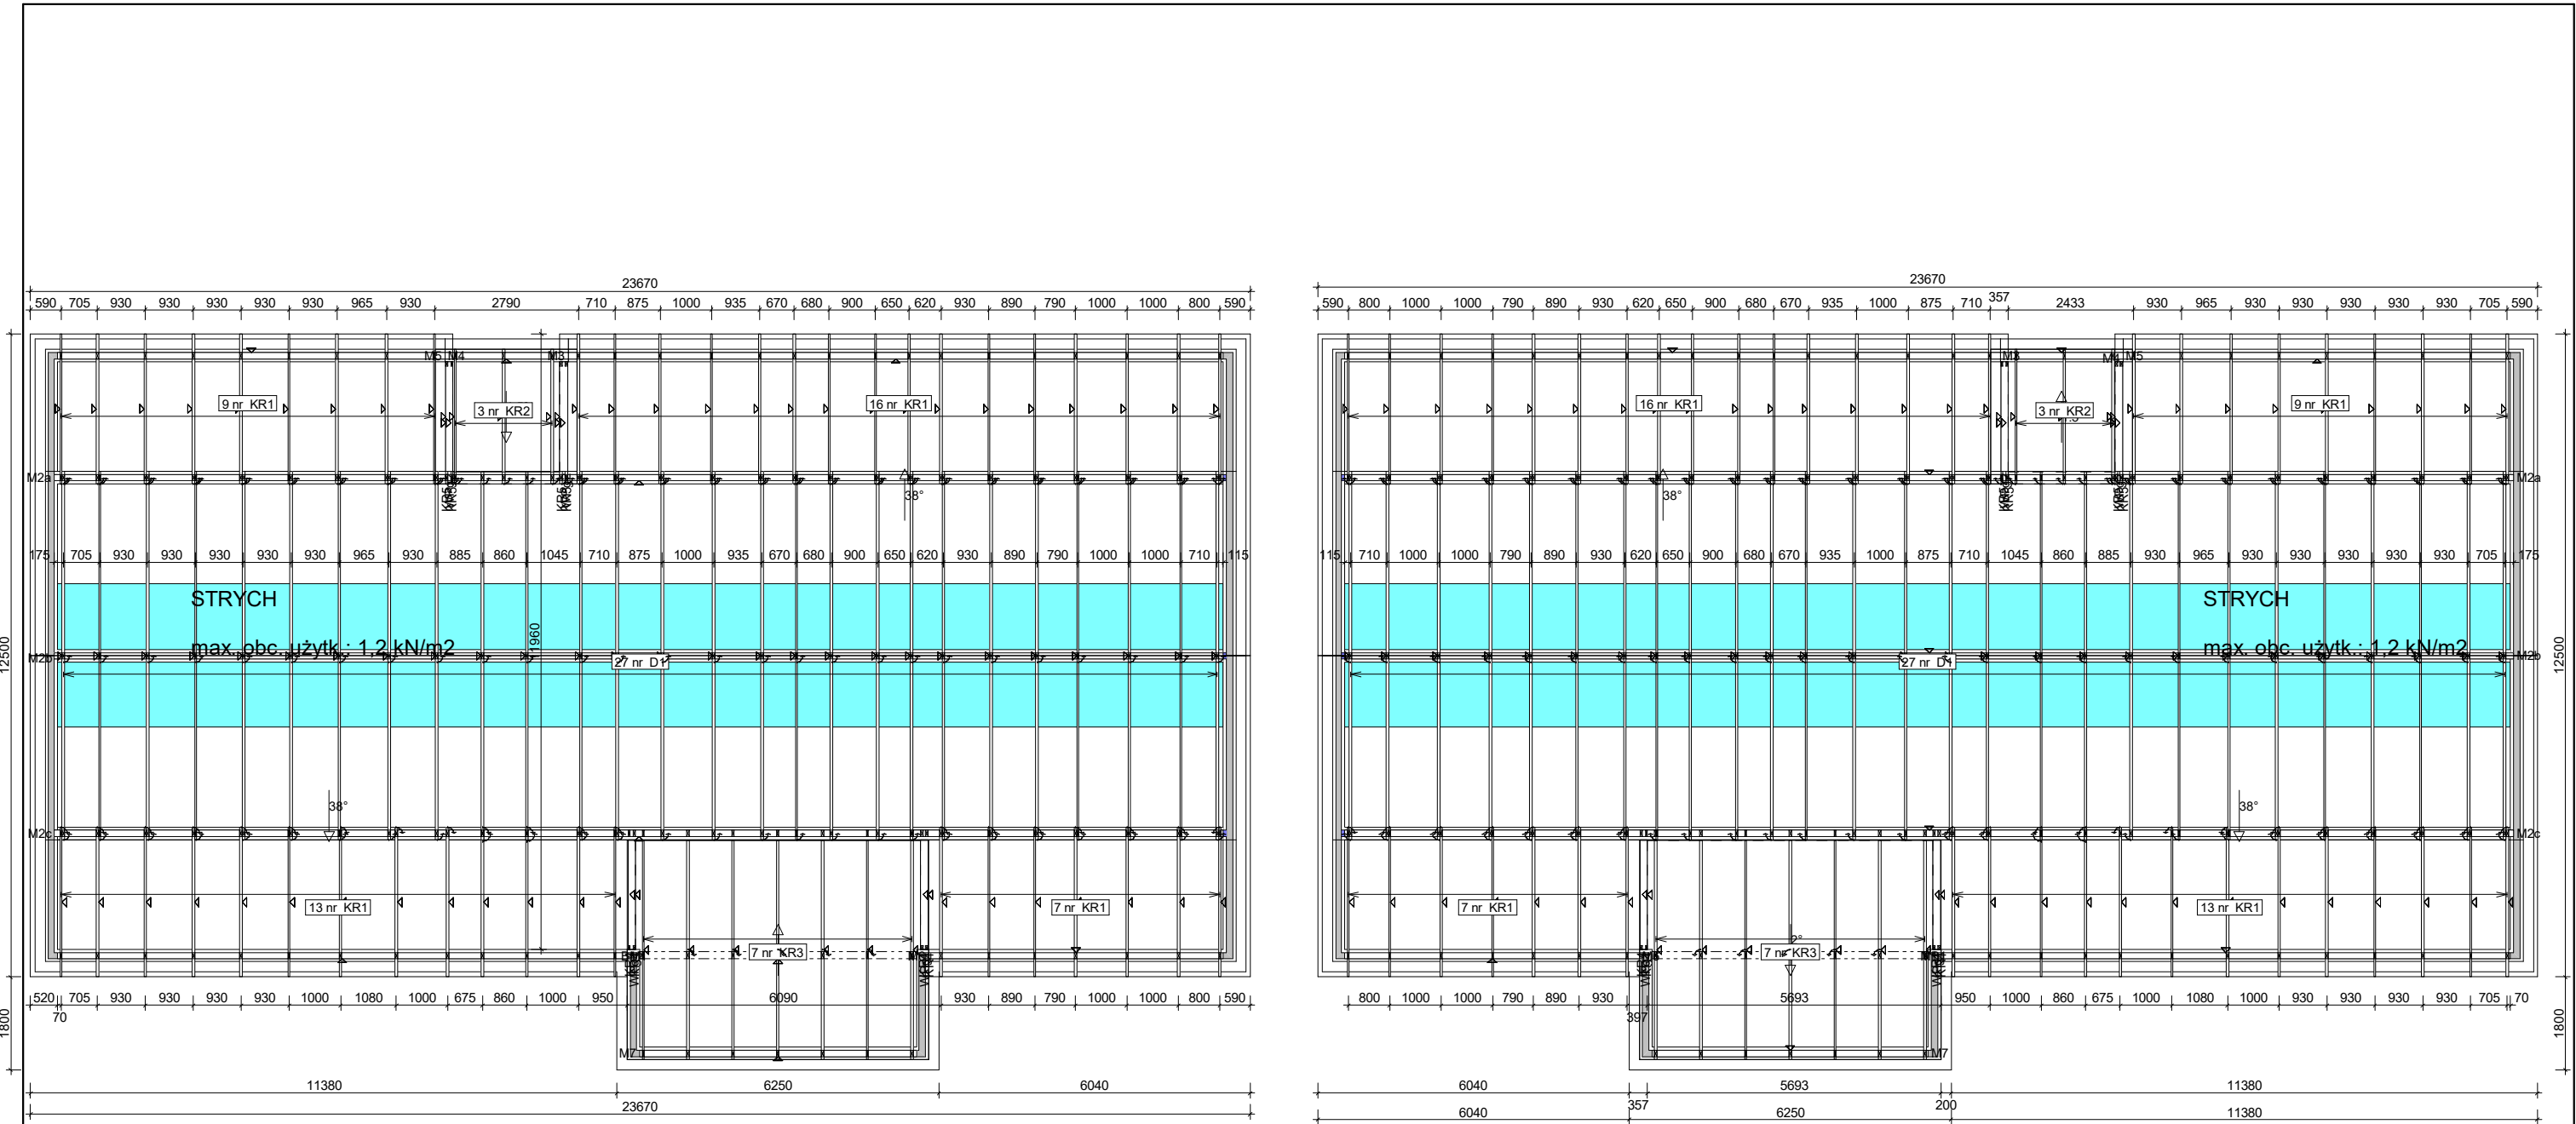 23670
590 705 930 930 930 930 930 965 930 2790 710 875 1000 935 670 680 900 650 620 930 890 790 1000 1000 800 590
M5 M4 M3
9 nr KR1
3 nr KR2
16 nr KR1
M2a
38°
175 705 930 930 930 930 930 965 930 885 860 1045 710 875 1000 935 670 680 900 650 620 930 890 790 1000 1000 710 115
STRYCH
max. obc. użytk.: 1,2 kN/m2
11960
12500
M2b
27 nr D1
38°
M2c
13 nr KR1
7 nr KR1
7 nr KR3
520 705 930 930 930 930 1000 1080 1000 675 860 1000 950 6090 930 890 790 1000 1000 800 590
70
1800
M7
11380 6250 6040
23670
23670
590 800 1000 1000 790 890 930 620 650 900 680 670 935 1000 875 710 357 2433 930 965 930 930 930 930 705 590
M3 M4 M5
16 nr KR1
3 nr KR2
9 nr KR1
M2a
38°
115 710 1000 1000 790 890 930 620 650 900 680 670 935 1000 875 710 1045 860 885 930 965 930 930 930 930 705 175
STRYCH
max. obc. użytk.: 1,2 kN/m2
12500
M2b
27 nr D1
38°
M2c
7 nr KR1
13 nr KR1
7 nr KR3
800 1000 1000 790 890 930 5693 950 1000 860 675 1000 1080 1000 930 930 930 930 705 70
397
1800
M7
6040 5693 11380
357 200
6040 6250 11380